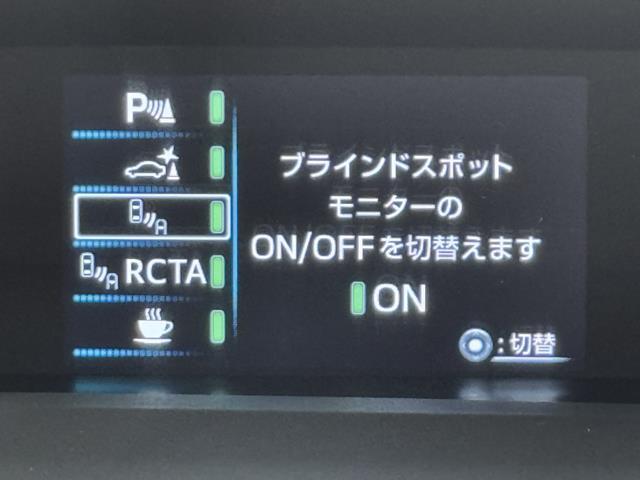 P
RCTA
ブラインドスポット
モニターの
ON/OFFを切替えます
ON
:切替